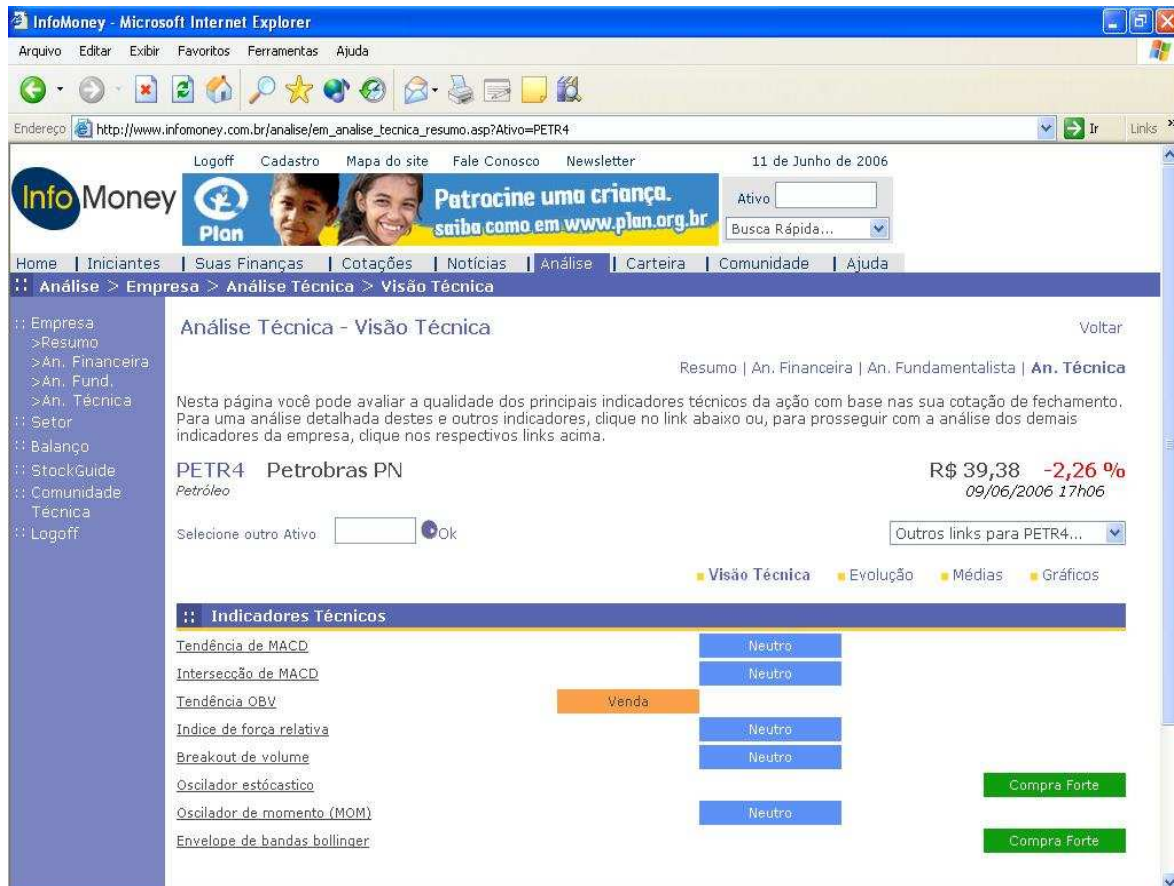 InfoMoney - Microsoft Internet Explorer
Arquivo Editar Exibir Favoritos Ferramentas Ajuda
Endereço http://www.infomoney.com.br/analise/em_analise_tecnica_resumo.asp?Ativo=PETR4 Ir Links »
Logoff Cadastro Mapa do site Fale Conosco Newsletter 11 de Junho de 2006
InfoMoney
Plan
Patrocine uma criança.
saiba como em www.plan.org.br
Ativo
Busca Rápida...
Home | Iniciantes | Suas Finanças | Cotações | Notícias | Análise | Carteira | Comunidade | Ajuda
:: Análise > Empresa > Análise Técnica > Visão Técnica
:: Empresa
>Resumo
>An. Financeira
>An. Fund.
>An. Técnica
:: Setor
:: Balanço
:: StockGuide
:: Comunidade
Técnica
:: Logoff
Análise Técnica - Visão Técnica Voltar
Resumo | An. Financeira | An. Fundamentalista | An. Técnica
Nesta página você pode avaliar a qualidade dos principais indicadores técnicos da ação com base nas sua cotação de fechamento.
Para uma análise detalhada destes e outros indicadores, clique no link abaixo ou, para prosseguir com a análise dos demais
indicadores da empresa, clique nos respectivos links acima.
PETR4 Petrobras PN R$ 39,38 -2,26 %
Petróleo 09/06/2006 17h06
Selecione outro Ativo Ok Outros links para PETR4...
Visão Técnica Evolução Médias Gráficos
:: Indicadores Técnicos
Tendência de MACD Neutro
Intersecção de MACD Neutro
Tendência OBV Venda
Indice de força relativa Neutro
Breakout de volume Neutro
Oscilador estócastico Compra Forte
Oscilador de momento (MOM) Neutro
Envelope de bandas bollinger Compra Forte